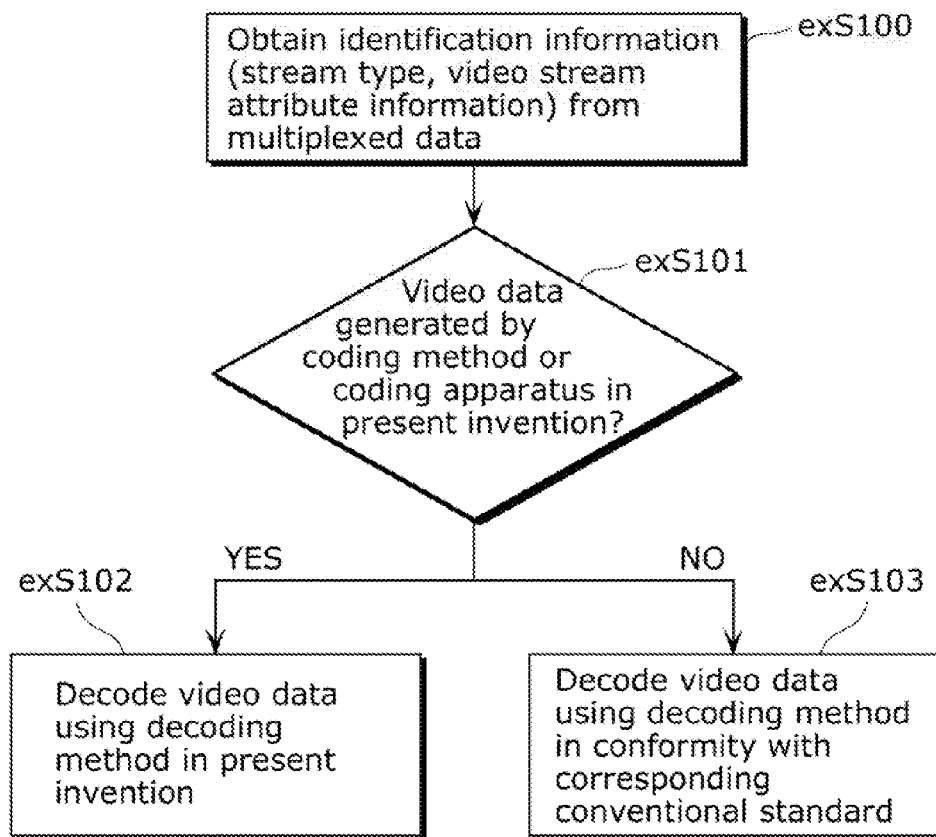 exS100
Obtain identification information
(stream type, video stream
attribute information) from
multiplexed data
exS101
Video data
generated by
coding method or
coding apparatus in
present invention?
YES
NO
exS102
exS103
Decode video data
using decoding
method in present
invention
Decode video data
using decoding method
in conformity with
corresponding
conventional standard